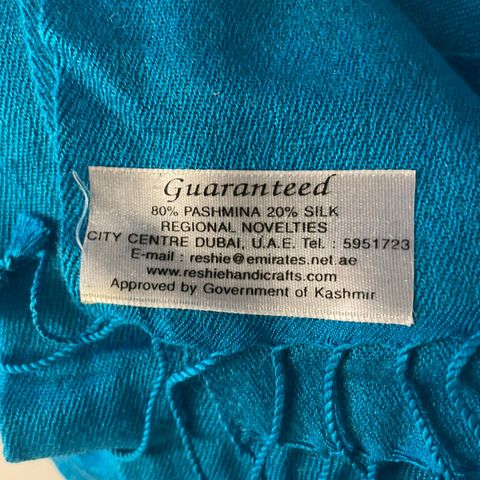 Guaranteed
80% PASHMINA 20% SILK
REGIONAL NOVELTIES
CITY CENTRE DUBAI, U.A.E. Tel. : 5951723
E-mail : reshie@emirates.net.ae
www.reshiehandicrafts.com
Approved by Government of Kashmir